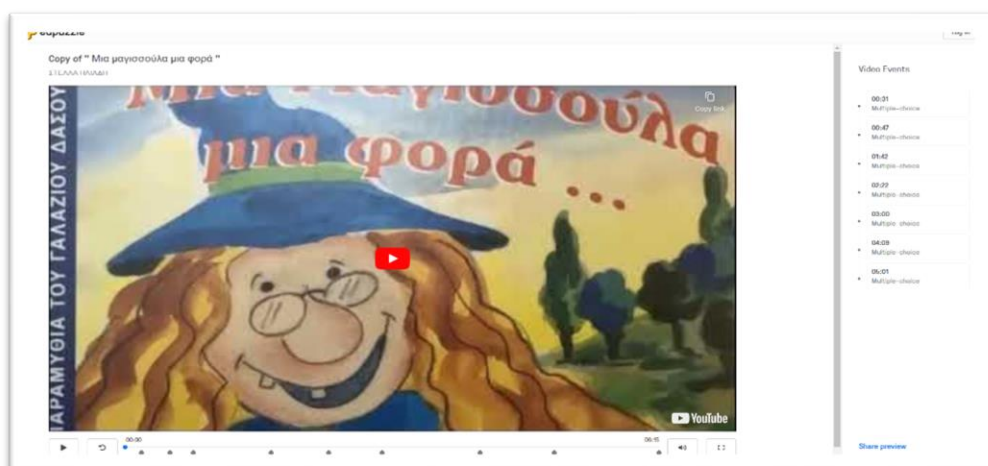 edpuzzle
Copy of " Μια μαγισσούλα μια φορά "
Copy link
Μια μαγισσούλα
μια φορά ...
ΠΑΡΑΜΥΘΙΑ ΤΟΥ ΓΑΛΑΖΙΟΥ ΔΑΣΟΥ
YouTube
00:00
06:15
Video Events
00:31
Multiple-choice
00:47
Multiple-choice
01:42
Multiple-choice
02:22
Multiple-choice
03:00
Multiple-choice
04:09
Multiple-choice
05:01
Multiple-choice
Share preview